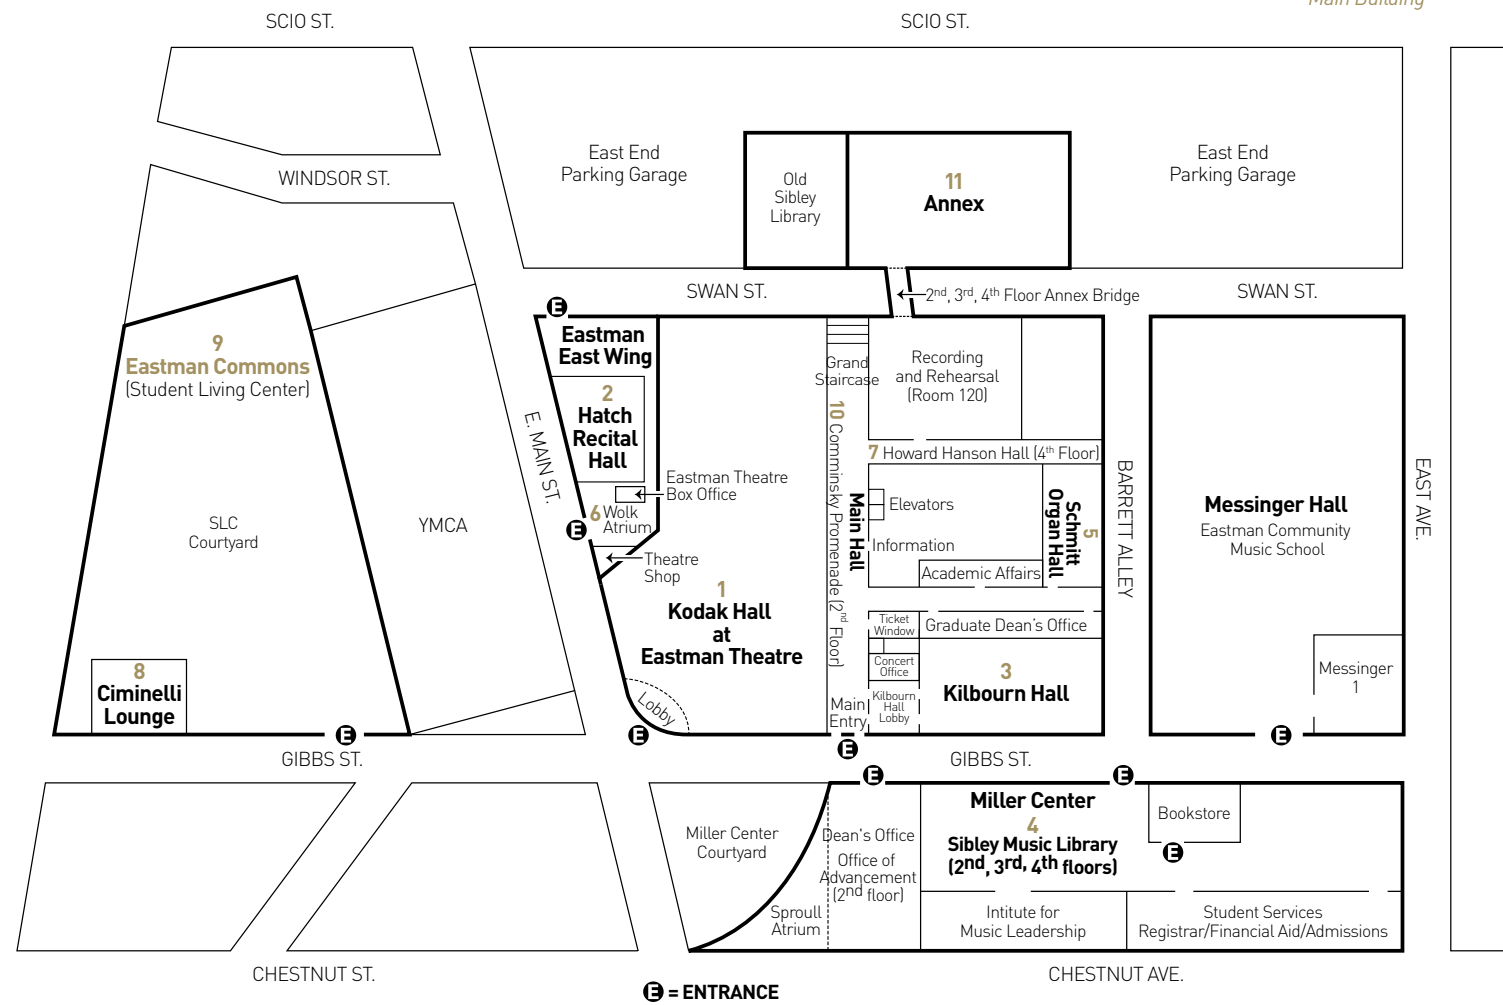 Main Building
SCIO ST.
SCIO ST.
East End
Parking Garage
Old
Sibley
Library
11
Annex
East End
Parking Garage
WINDSOR ST.
SWAN ST.
2nd, 3rd, 4th Floor Annex Bridge
SWAN ST.
E
Eastman
East Wing
9
Eastman Commons
(Student Living Center)
2
Hatch
Recital
Hall
E. MAIN ST.
Grand
Staircase
Recording
and Rehearsal
(Room 120)
10 Comminsky Promenade (2nd Floor)
7 Howard Hanson Hall (4th Floor)
Eastman Theatre
Box Office
6 Wolk
Atrium
E
Theatre
Shop
Main Hall
Elevators
Information
Academic Affairs
5
Schmitt
Organ Hall
BARRETT ALLEY
Messinger Hall
Eastman Community
Music School
EAST AVE.
SLC
Courtyard
YMCA
1
Kodak Hall
at
Eastman Theatre
Ticket
Window
Graduate Dean's Office
Concert
Office
3
Kilbourn Hall
Kilbourn
Hall
Lobby
Main
Entry
Lobby
Messinger
1
8
Ciminelli
Lounge
E
E
E
E
GIBBS ST.
GIBBS ST.
E
E
Miller Center
Courtyard
Dean's Office
Office of
Advancement
(2nd floor)
Sproull
Atrium
Miller Center
4
Sibley Music Library
(2nd, 3rd, 4th floors)
Bookstore
E
Intitute for
Music Leadership
Student Services
Registrar/Financial Aid/Admissions
CHESTNUT ST.
CHESTNUT AVE.
E = ENTRANCE